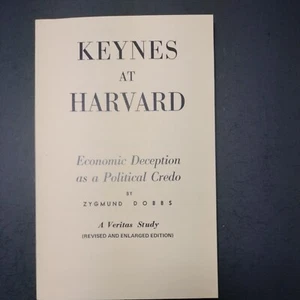 KEYNES
AT
HARVARD
Economic Deception
as a Political Credo
BY
ZYGMUND DOBBS
A Veritas Study
(REVISED AND ENLARGED EDITION)